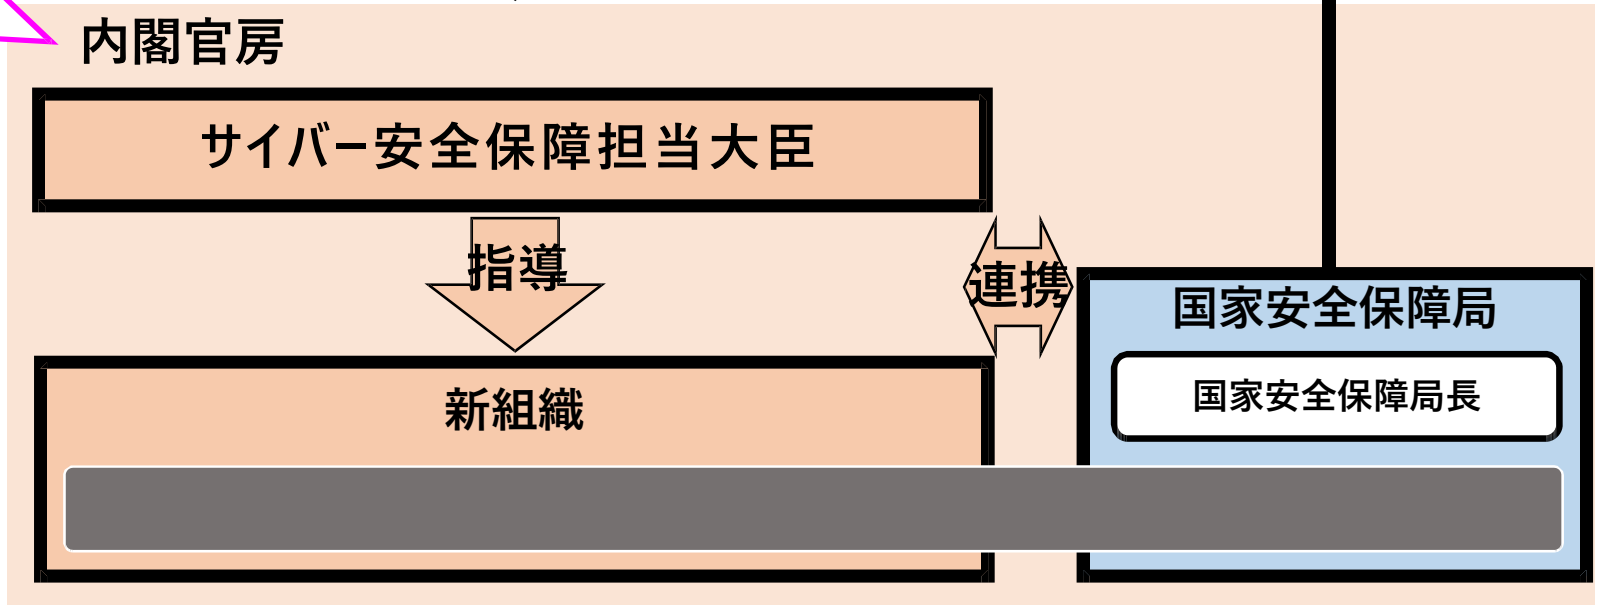 内閣官房
サイバー安全保障担当大臣
指導
連携
国家安全保障局
国家安全保障局長
新組織